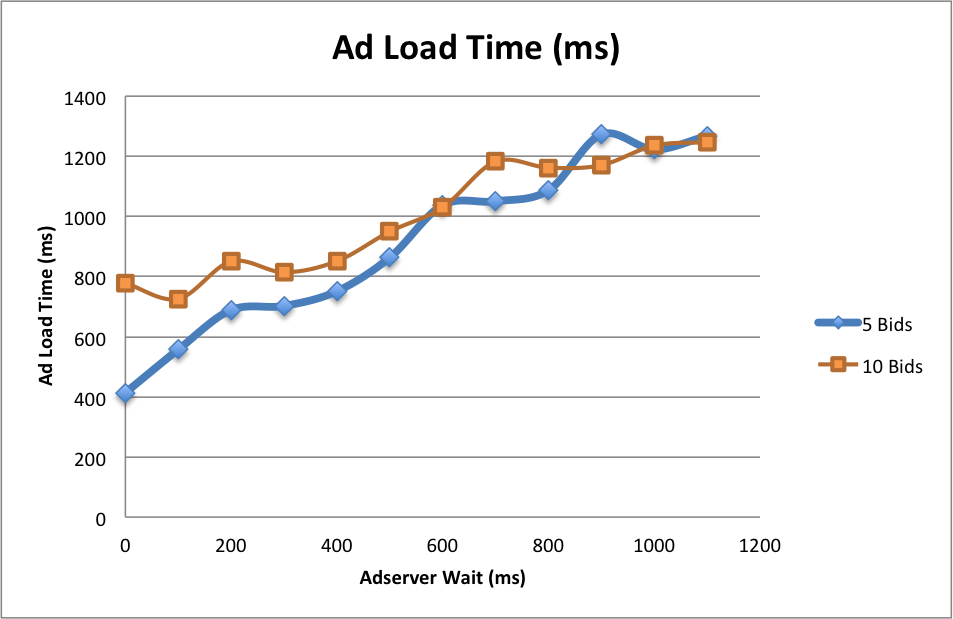 Ad Load Time (ms)
1400
1200
1000
800
600
400
200
0
Ad Load Time (ms)
0 200 400 600 800 1000 1200
Adserver Wait (ms)
5 Bids
10 Bids